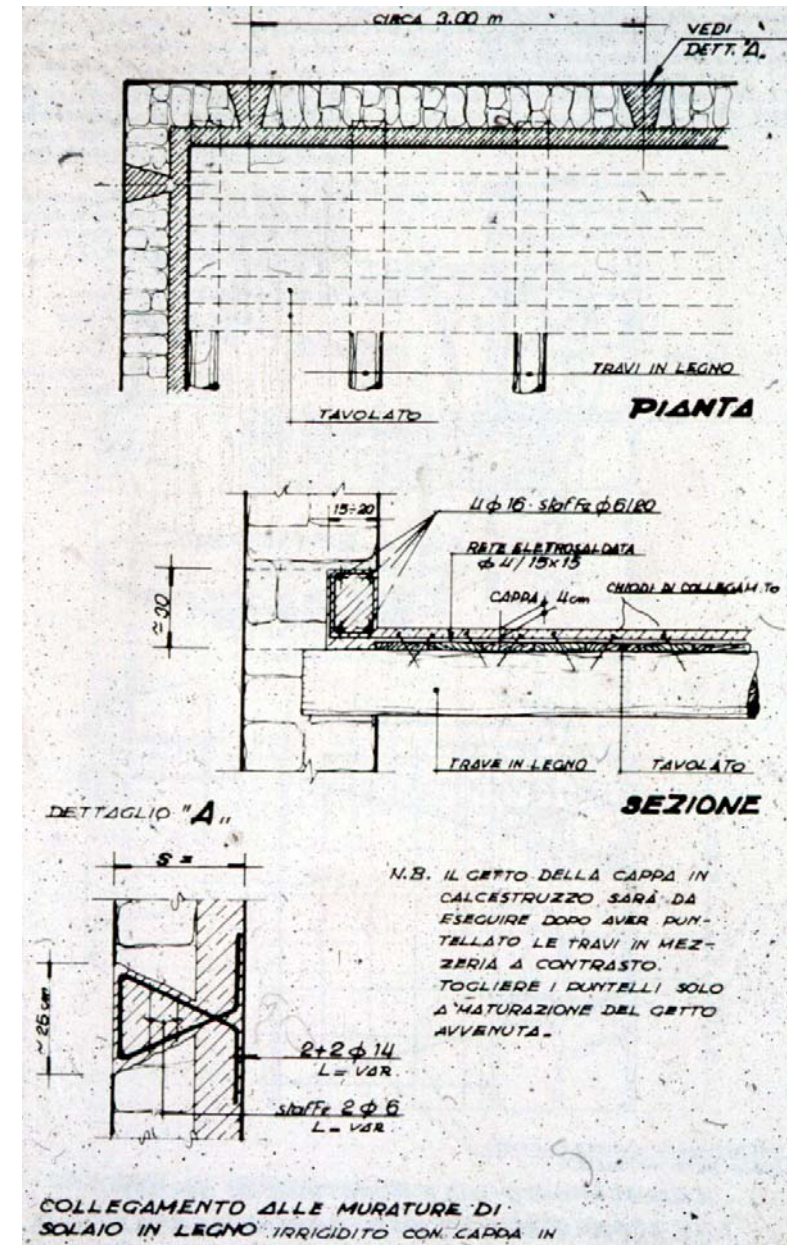 CIRCA 3.00 m
VEDI
DETT. "A"
TRAVI IN LEGNO
TAVOLATO
PIANTA
15÷20
4 ϕ 16 - staffe ϕ 6/20
RETE ELETROSALDATA
ϕ 4/15x15
CAPPA 4cm
CHIODI DI COLLEGAM.TO
≃ 30
TRAVE IN LEGNO
TAVOLATO
SEZIONE
DETTAGLIO "A"
S =
N.B. IL GETTO DELLA CAPPA IN
CALCESTRUZZO SARÀ DA
ESEGUIRE DOPO AVER PUN-
TELLATO LE TRAVI IN MEZ-
ZERIA A CONTRASTO.
TOGLIERE I PUNTELLI SOLO
A MATURAZIONE DEL GETTO
AVVENUTA.
~ 25 cm
2+2 ϕ 14
L = VAR.
staffe 2 ϕ 6
L = VAR.
COLLEGAMENTO ALLE MURATURE DI
SOLAIO IN LEGNO IRRIGIDITO CON CAPPA IN